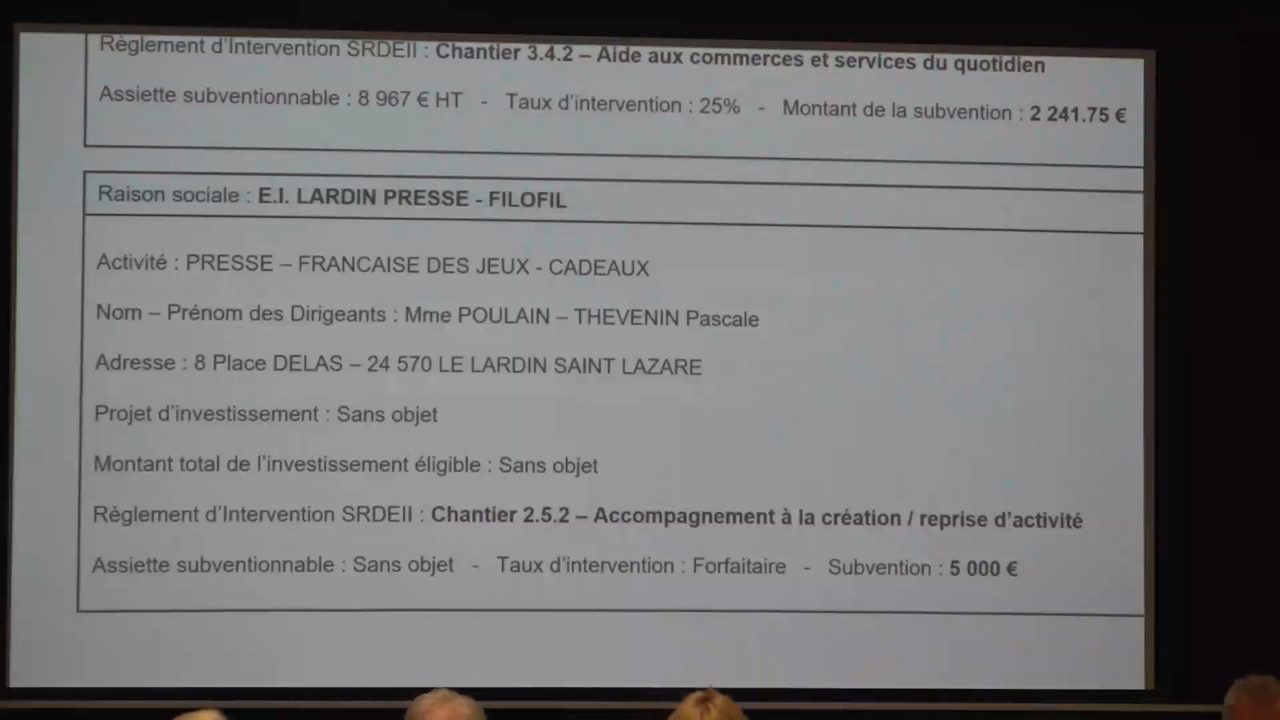 Règlement d'Intervention SRDEII : Chantier 3.4.2 – Aide aux commerces et services du quotidien
Assiette subventionnable : 8 967 € HT - Taux d'intervention : 25% - Montant de la subvention : 2 241.75 €
Raison sociale : E.I. LARDIN PRESSE - FILOFIL
Activité : PRESSE – FRANCAISE DES JEUX - CADEAUX
Nom – Prénom des Dirigeants : Mme POULAIN – THEVENIN Pascale
Adresse : 8 Place DELAS – 24 570 LE LARDIN SAINT LAZARE
Projet d'investissement : Sans objet
Montant total de l'investissement éligible : Sans objet
Règlement d'Intervention SRDEII : Chantier 2.5.2 – Accompagnement à la création / reprise d'activité
Assiette subventionnable : Sans objet - Taux d'intervention : Forfaitaire - Subvention : 5 000 €